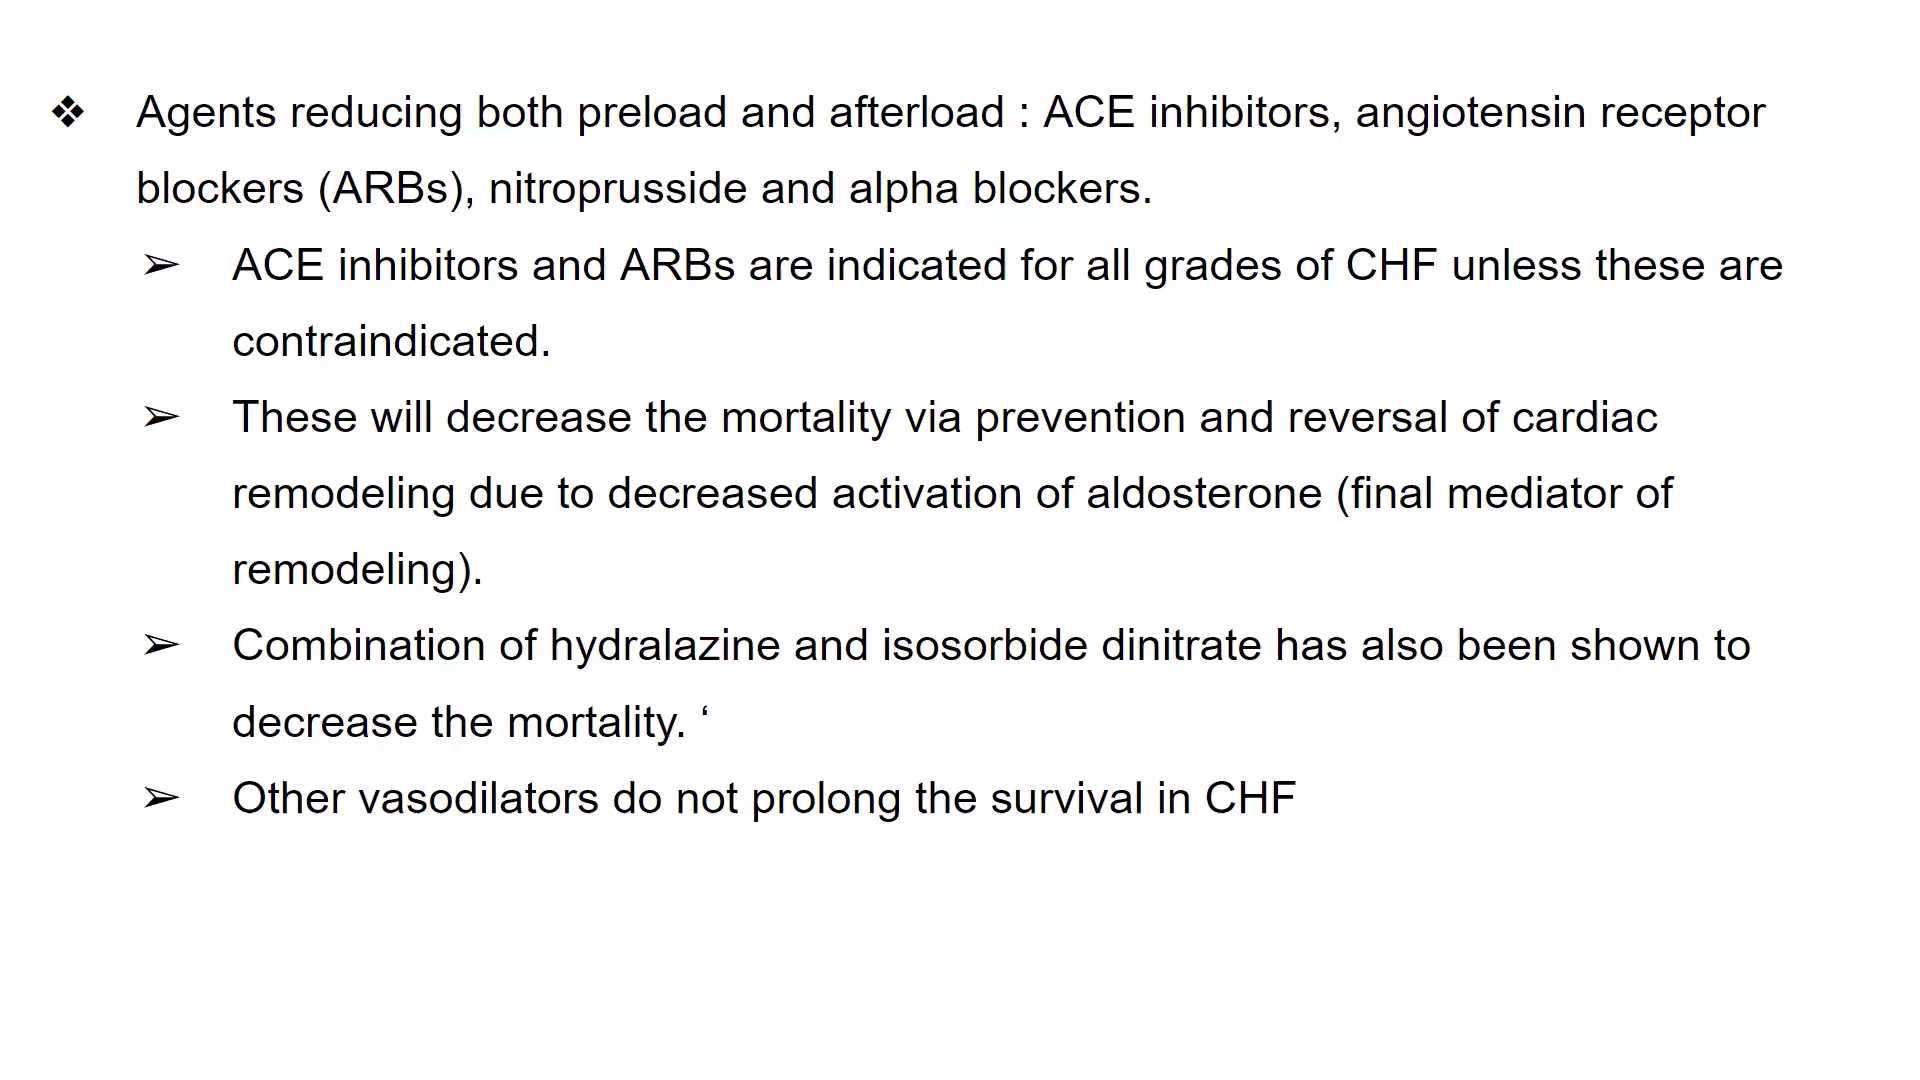 ❖ Agents reducing both preload and afterload : ACE inhibitors, angiotensin receptor
blockers (ARBs), nitroprusside and alpha blockers.
➢ ACE inhibitors and ARBs are indicated for all grades of CHF unless these are
contraindicated.
➢ These will decrease the mortality via prevention and reversal of cardiac
remodeling due to decreased activation of aldosterone (final mediator of
remodeling).
➢ Combination of hydralazine and isosorbide dinitrate has also been shown to
decrease the mortality. ‘
➢ Other vasodilators do not prolong the survival in CHF